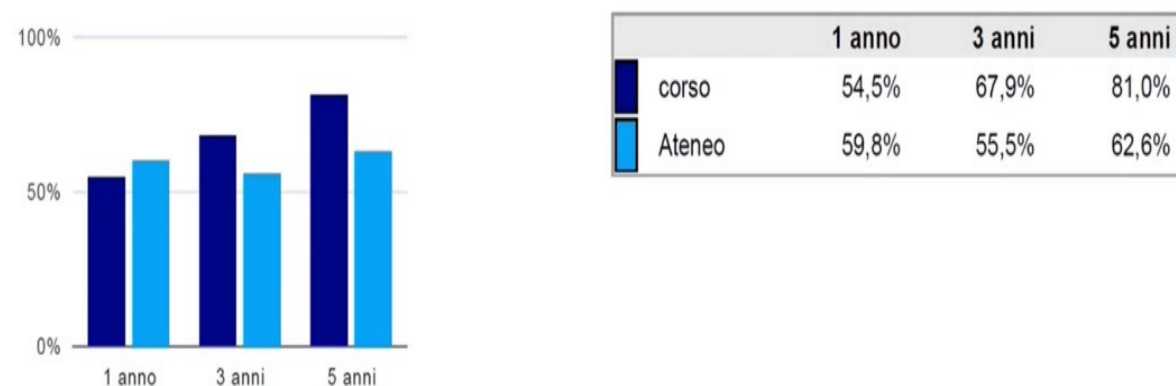 100%
50%
0%
1 anno 3 anni 5 anni
1 anno 3 anni 5 anni
corso 54,5% 67,9% 81,0%
Ateneo 59,8% 55,5% 62,6%